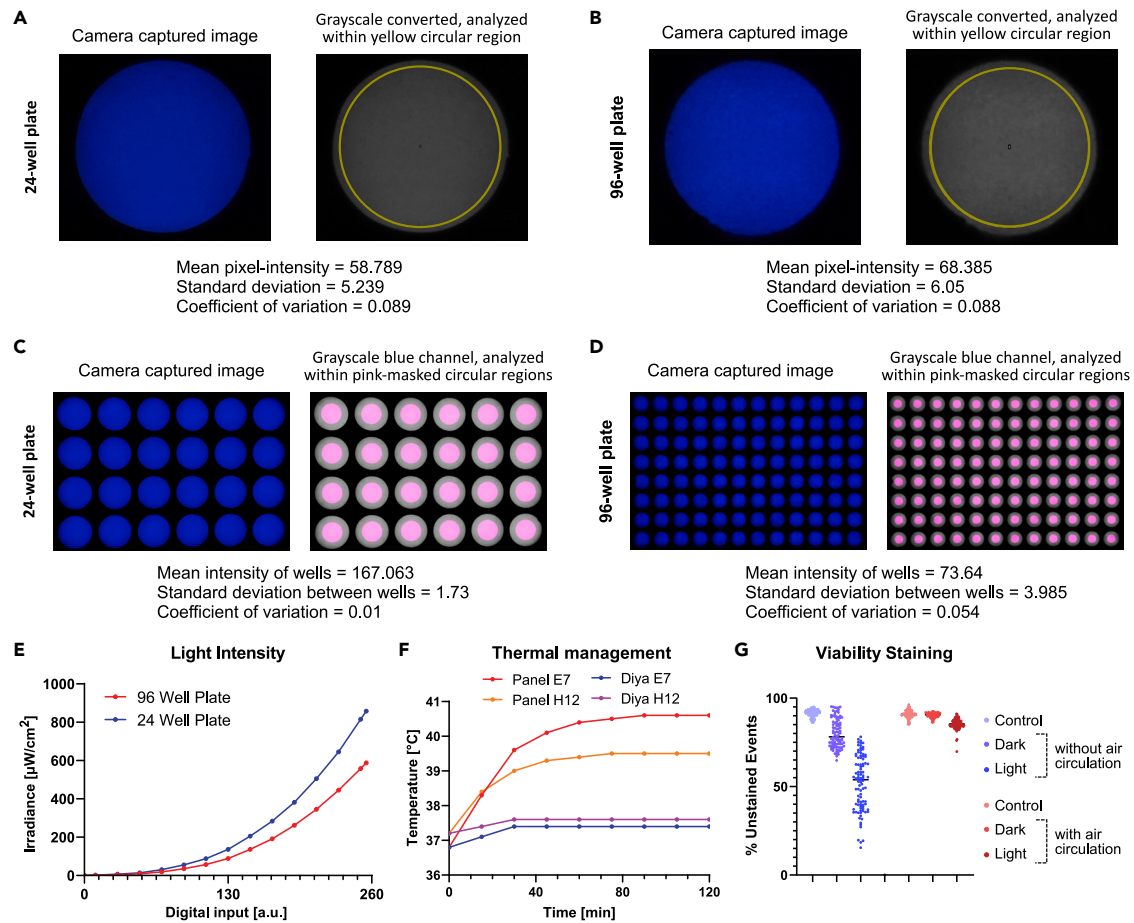 A
Camera captured image
Grayscale converted, analyzed
within yellow circular region
24-well plate
Mean pixel-intensity = 58.789
Standard deviation = 5.239
Coefficient of variation = 0.089
B
Camera captured image
Grayscale converted, analyzed
within yellow circular region
96-well plate
Mean pixel-intensity = 68.385
Standard deviation = 6.05
Coefficient of variation = 0.088
C
Camera captured image
Grayscale blue channel, analyzed
within pink-masked circular regions
24-well plate
Mean intensity of wells = 167.063
Standard deviation between wells = 1.73
Coefficient of variation = 0.01
D
Camera captured image
Grayscale blue channel, analyzed
within pink-masked circular regions
96-well plate
Mean intensity of wells = 73.64
Standard deviation between wells = 3.985
Coefficient of variation = 0.054
E
Light Intensity
96 Well Plate
24 Well Plate
Irradiance [µW/cm²]
1000
800
600
400
200
0
0
130
260
Digital input [a.u.]
F
Thermal management
Panel E7
Diya E7
Panel H12
Diya H12
Temperature [°C]
41
40
39
38
37
36
0
40
80
120
Time [min]
G
Viability Staining
% Unstained Events
100
50
0
Control
Dark
Light
without air
circulation
Control
Dark
Light
with air
circulation